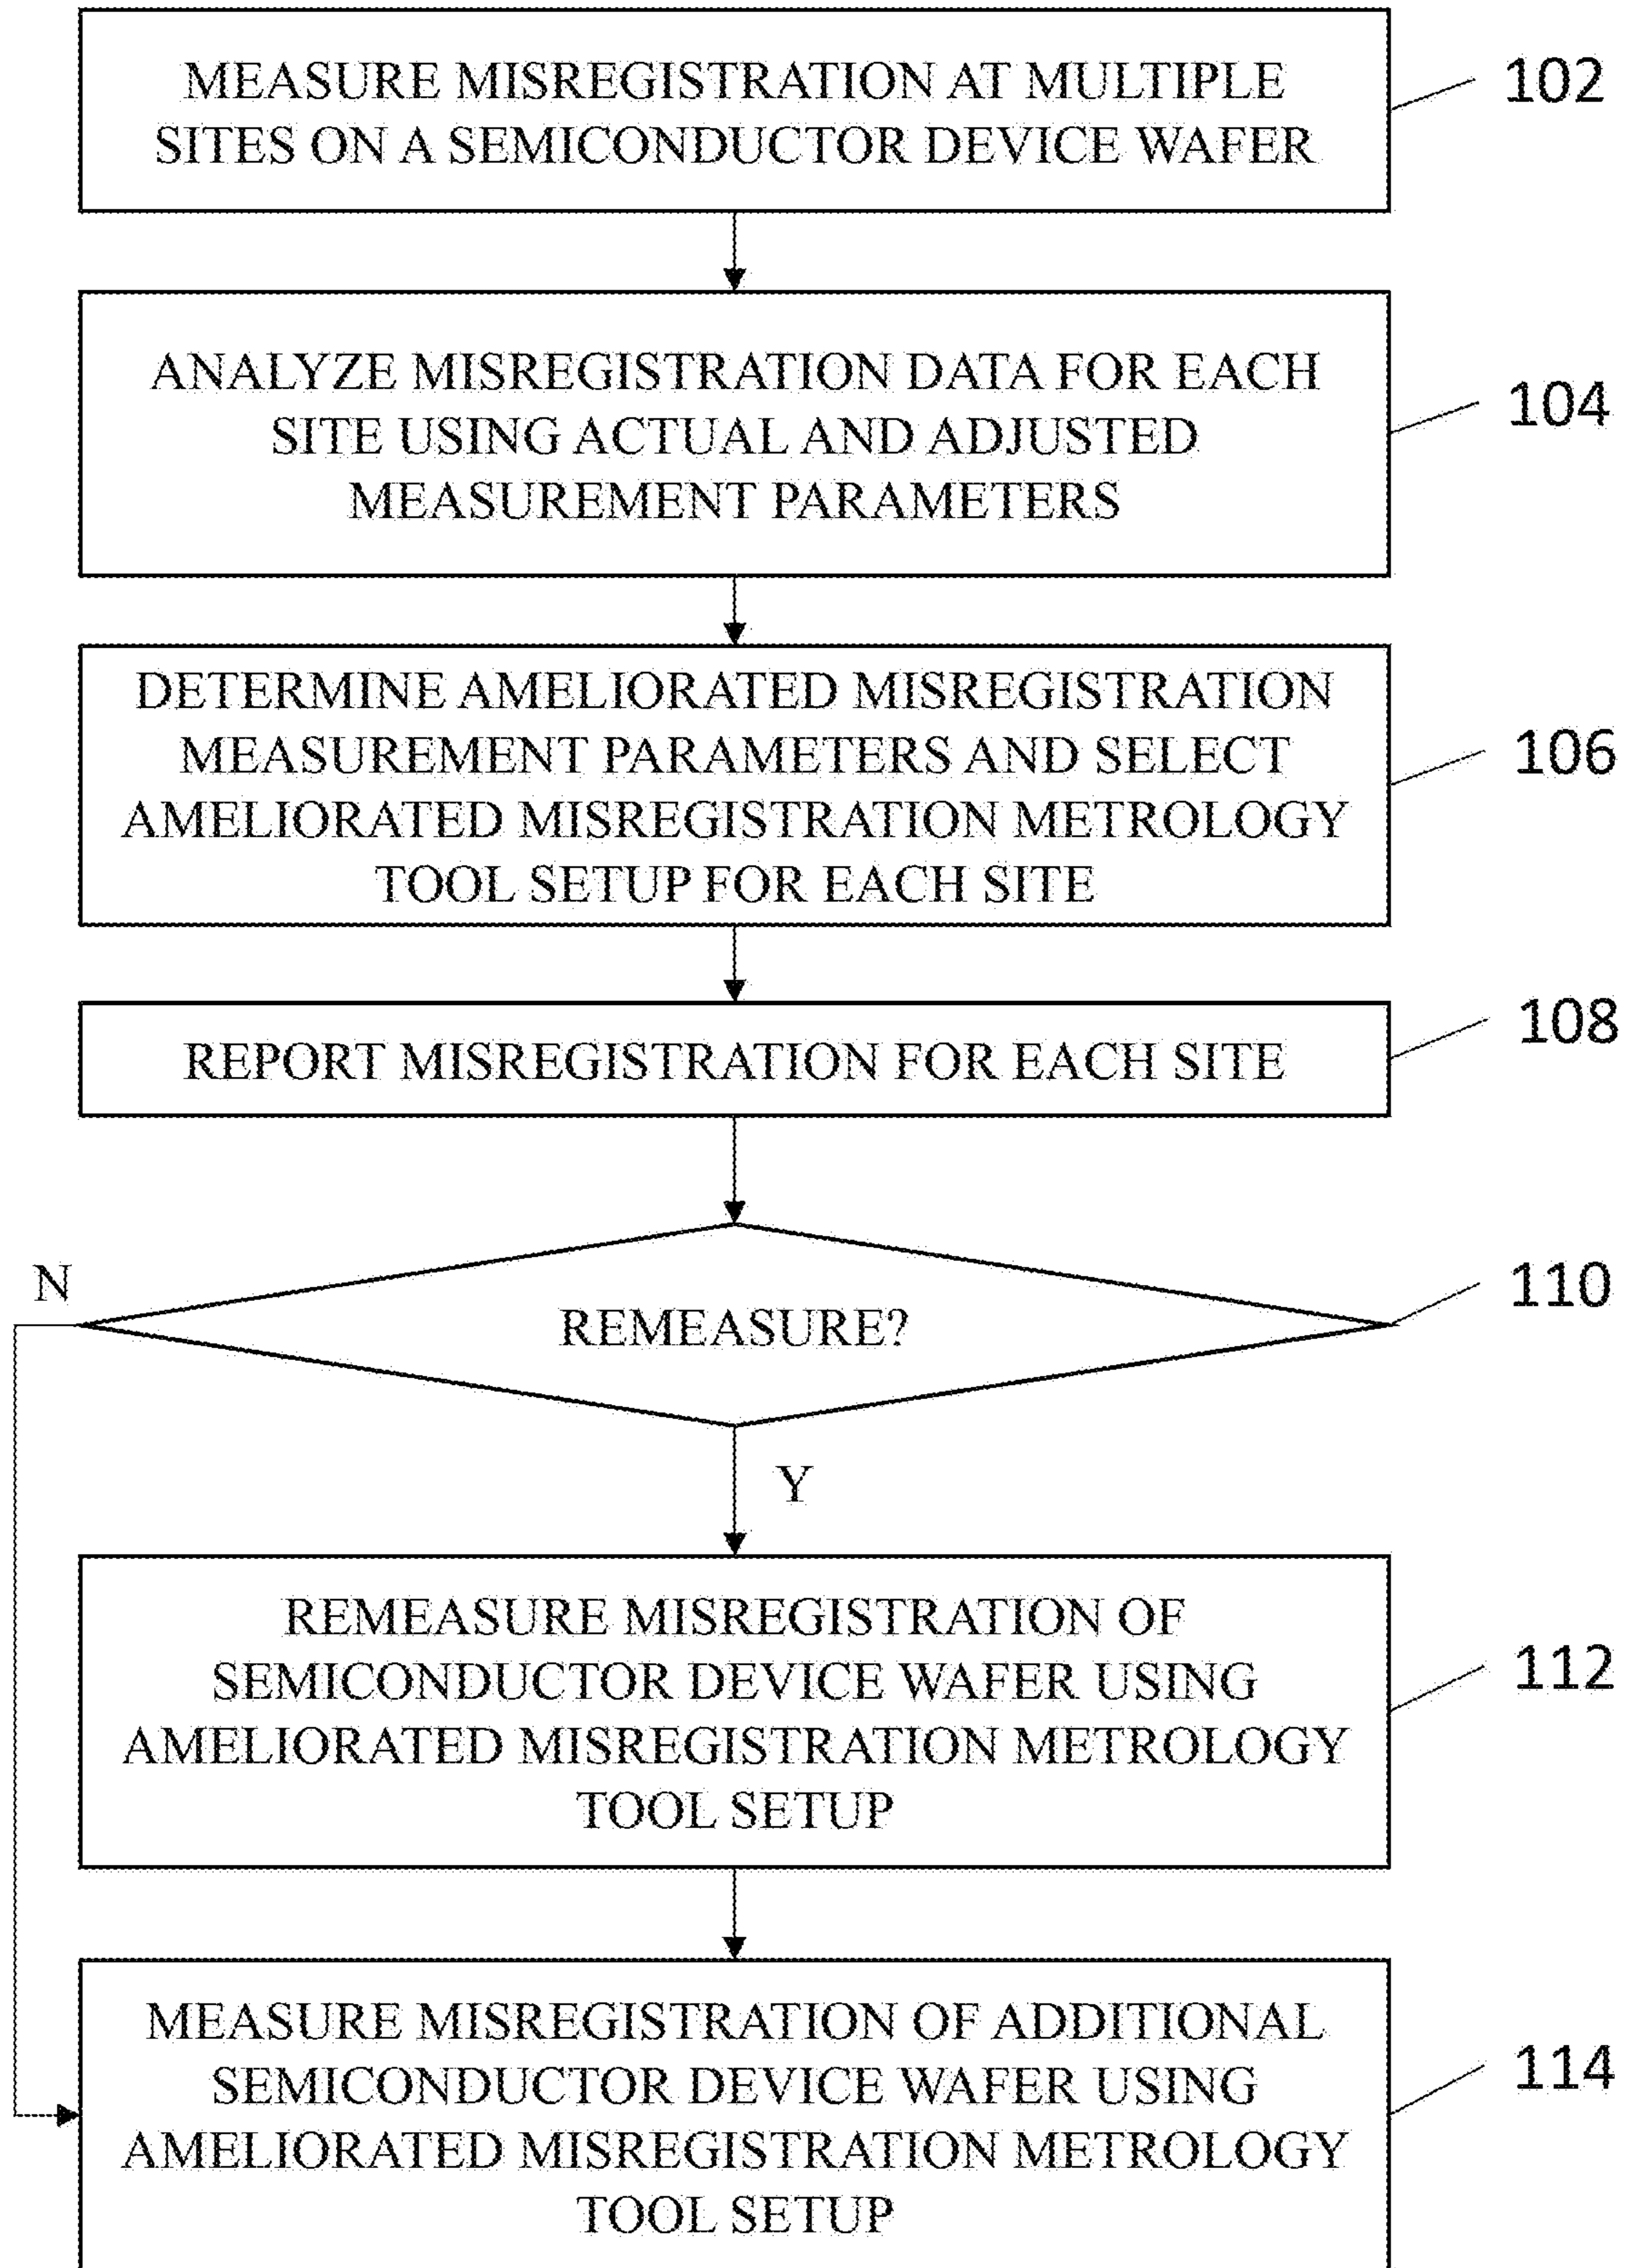 MEASURE MISREGISTRATION AT MULTIPLE
SITES ON A SEMICONDUCTOR DEVICE WAFER
102
ANALYZE MISREGISTRATION DATA FOR EACH
SITE USING ACTUAL AND ADJUSTED
MEASUREMENT PARAMETERS
104
DETERMINE AMELIORATED MISREGISTRATION
MEASUREMENT PARAMETERS AND SELECT
AMELIORATED MISREGISTRATION METROLOGY
TOOL SETUP FOR EACH SITE
106
REPORT MISREGISTRATION FOR EACH SITE
108
N
REMEASURE?
110
Y
REMEASURE MISREGISTRATION OF
SEMICONDUCTOR DEVICE WAFER USING
AMELIORATED MISREGISTRATION METROLOGY
TOOL SETUP
112
MEASURE MISREGISTRATION OF ADDITIONAL
SEMICONDUCTOR DEVICE WAFER USING
AMELIORATED MISREGISTRATION METROLOGY
TOOL SETUP
114